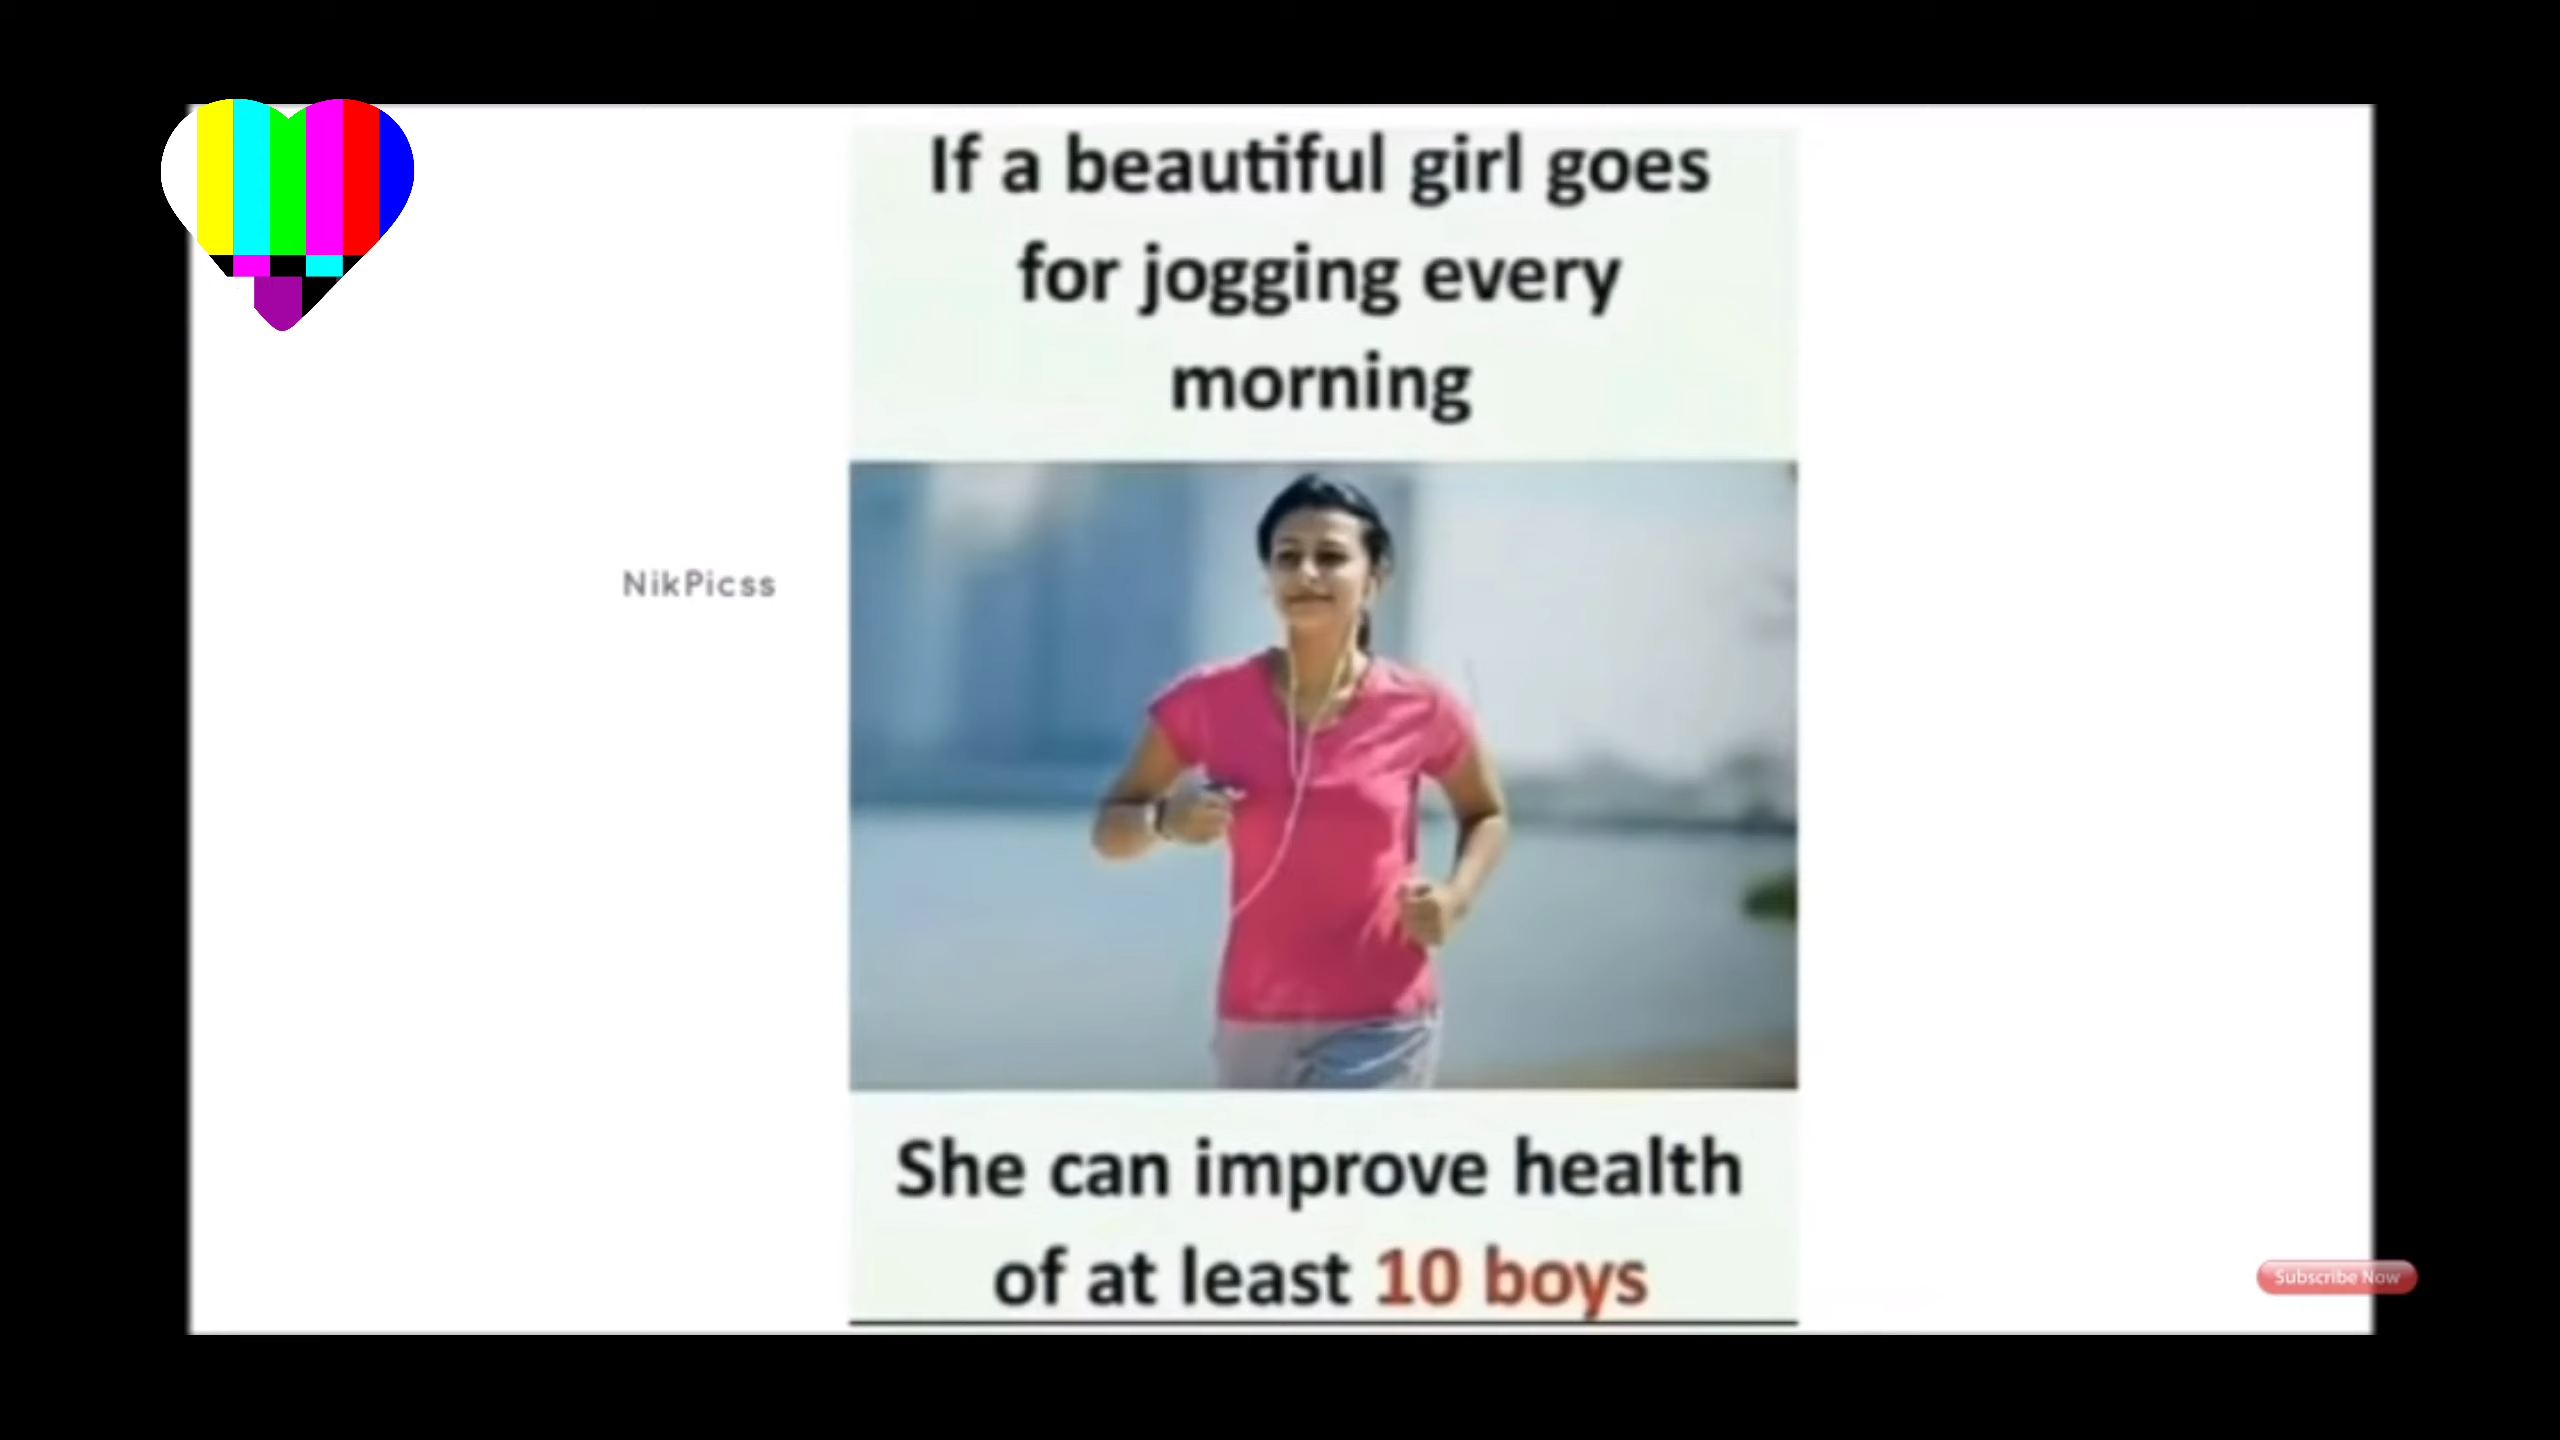 If a beautiful girl goes
for jogging every
morning
NikPicss
She can improve health
of at least 10 boys
Subscribe Now